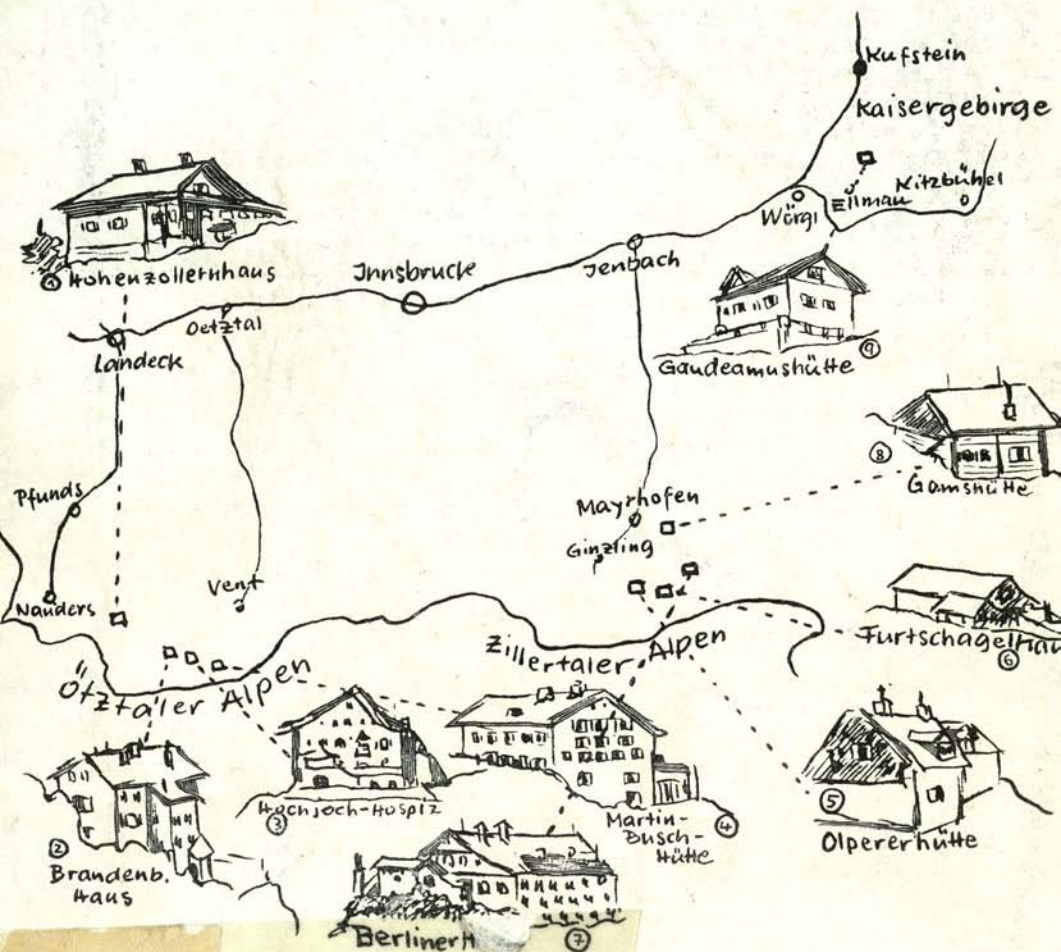 Kufstein
Kaisergebirge
Kitzbühel
Ellmau
Wörgl
Jenbach
Innsbruck
① Hohenzollernhaus
Oetztal
Landeck
Gaudeamushütte
⑨
⑧
Gamshütte
Pfunds
Mayrhofen
Ginzling
Vent
Nauders
Furtschagelhau
⑥
Zillertaler Alpen
Ötztaler Alpen
Hochjoch-Hospiz
③
Martin-
Busch-
Hütte
④
⑤
Olpererhütte
②
Brandenb.
Haus
BerlinerH
⑦